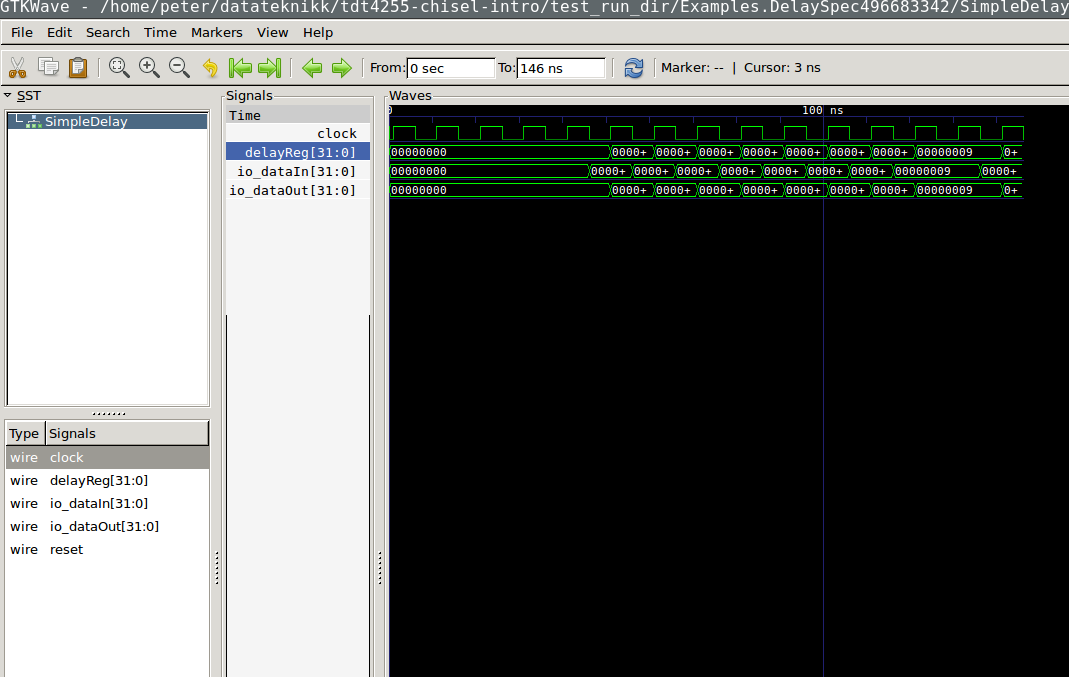 GTKWave - /home/peter/datateknikk/tdt4255-chisel-intro/test_run_dir/Examples.DelaySpec496683342/SimpleDelay
File Edit Search Time Markers View Help
From: 0 sec To: 146 ns Marker: -- | Cursor: 3 ns
SST
SimpleDelay
Type Signals
wire clock
wire delayReg[31:0]
wire io_dataIn[31:0]
wire io_dataOut[31:0]
wire reset
Signals
Time
clock
delayReg[31:0]
io_dataIn[31:0]
io_dataOut[31:0]
Waves
0 100 ns
00000000 0000+ 0000+ 0000+ 0000+ 0000+ 0000+ 0000+ 00000009 0+
00000000 0000+ 0000+ 0000+ 0000+ 0000+ 0000+ 0000+ 00000009 0000+
00000000 0000+ 0000+ 0000+ 0000+ 0000+ 0000+ 0000+ 00000009 0+